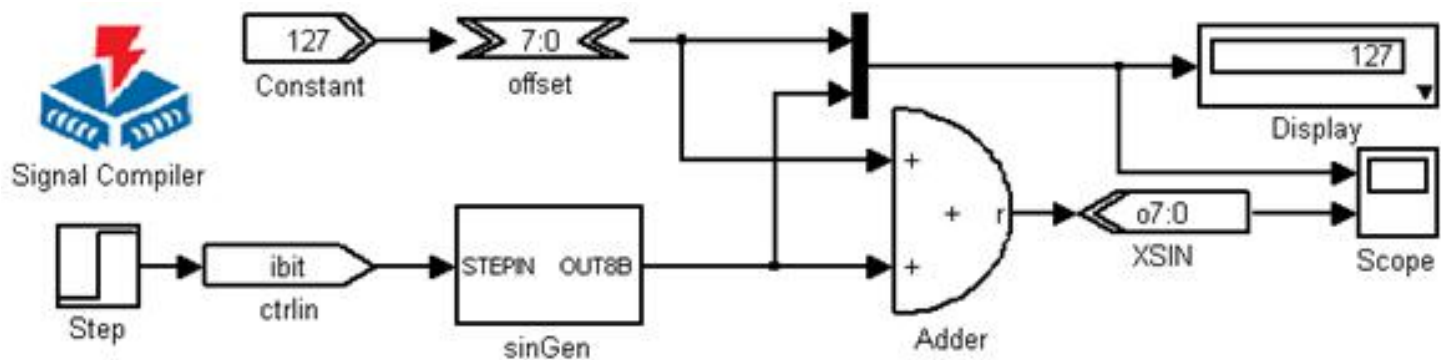 127
Constant
7:0
offset
127
Display
Signal Compiler
Step
ibit
ctrlin
STEPIN OUT8B
sinGen
+
+
+
r
Adder
o7:0
XSIN
Scope